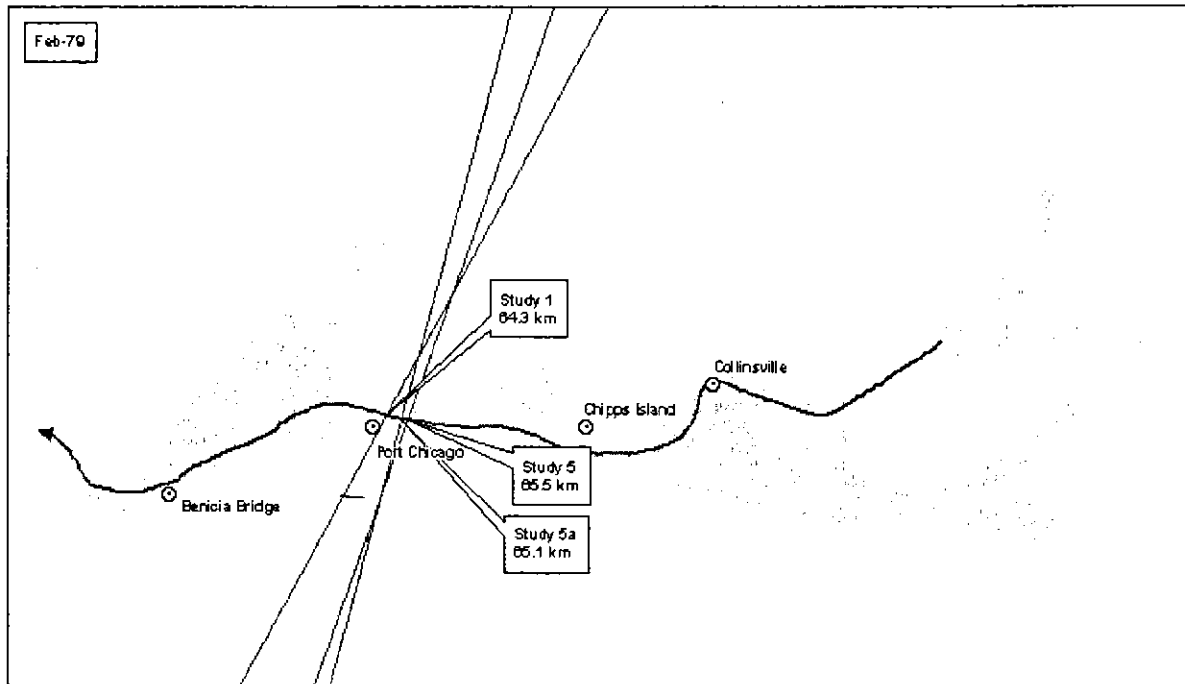 Feb-79
Study 1
64.3 km
Collinsville
Chipps Island
Port Chicago
Study 5
65.5 km
Benicia Bridge
Study 5a
65.1 km